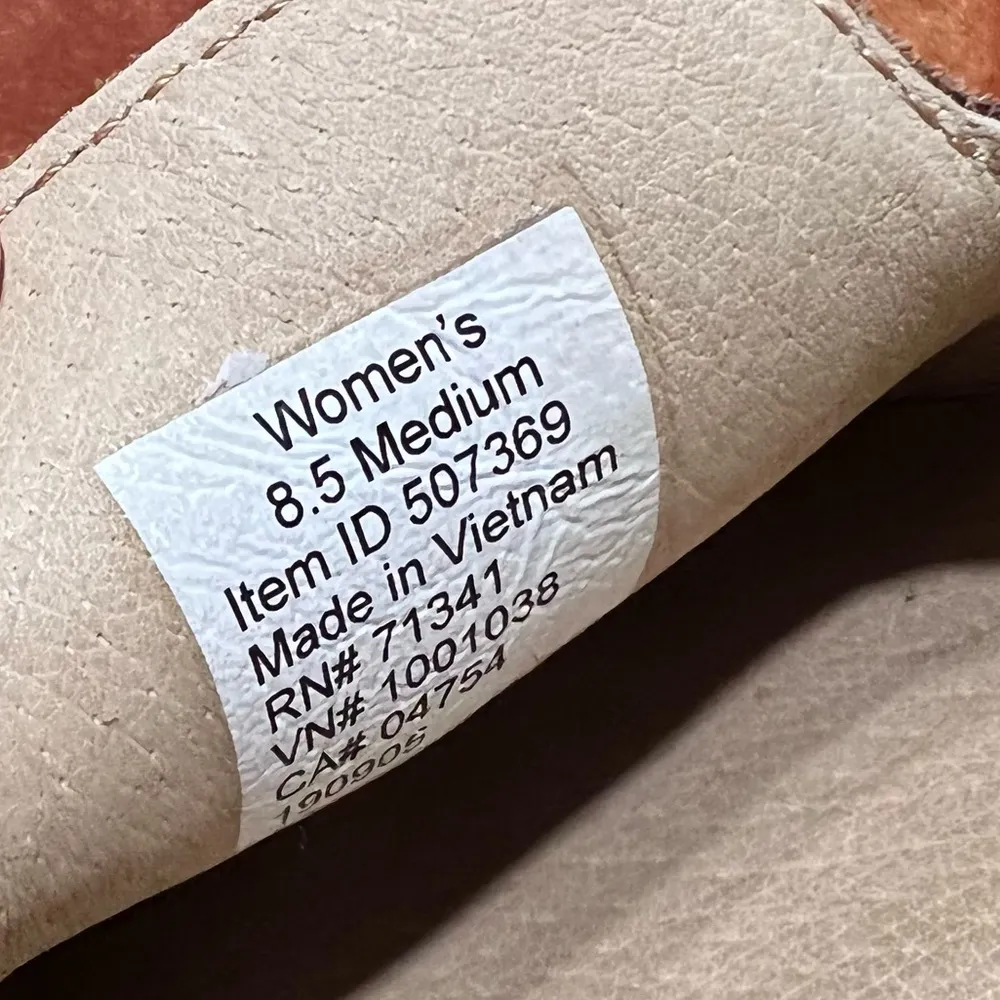 Women's
8.5 Medium
Item ID 507369
Made in Vietnam
RN# 71341
VN# 1001038
CA# 04754
190905